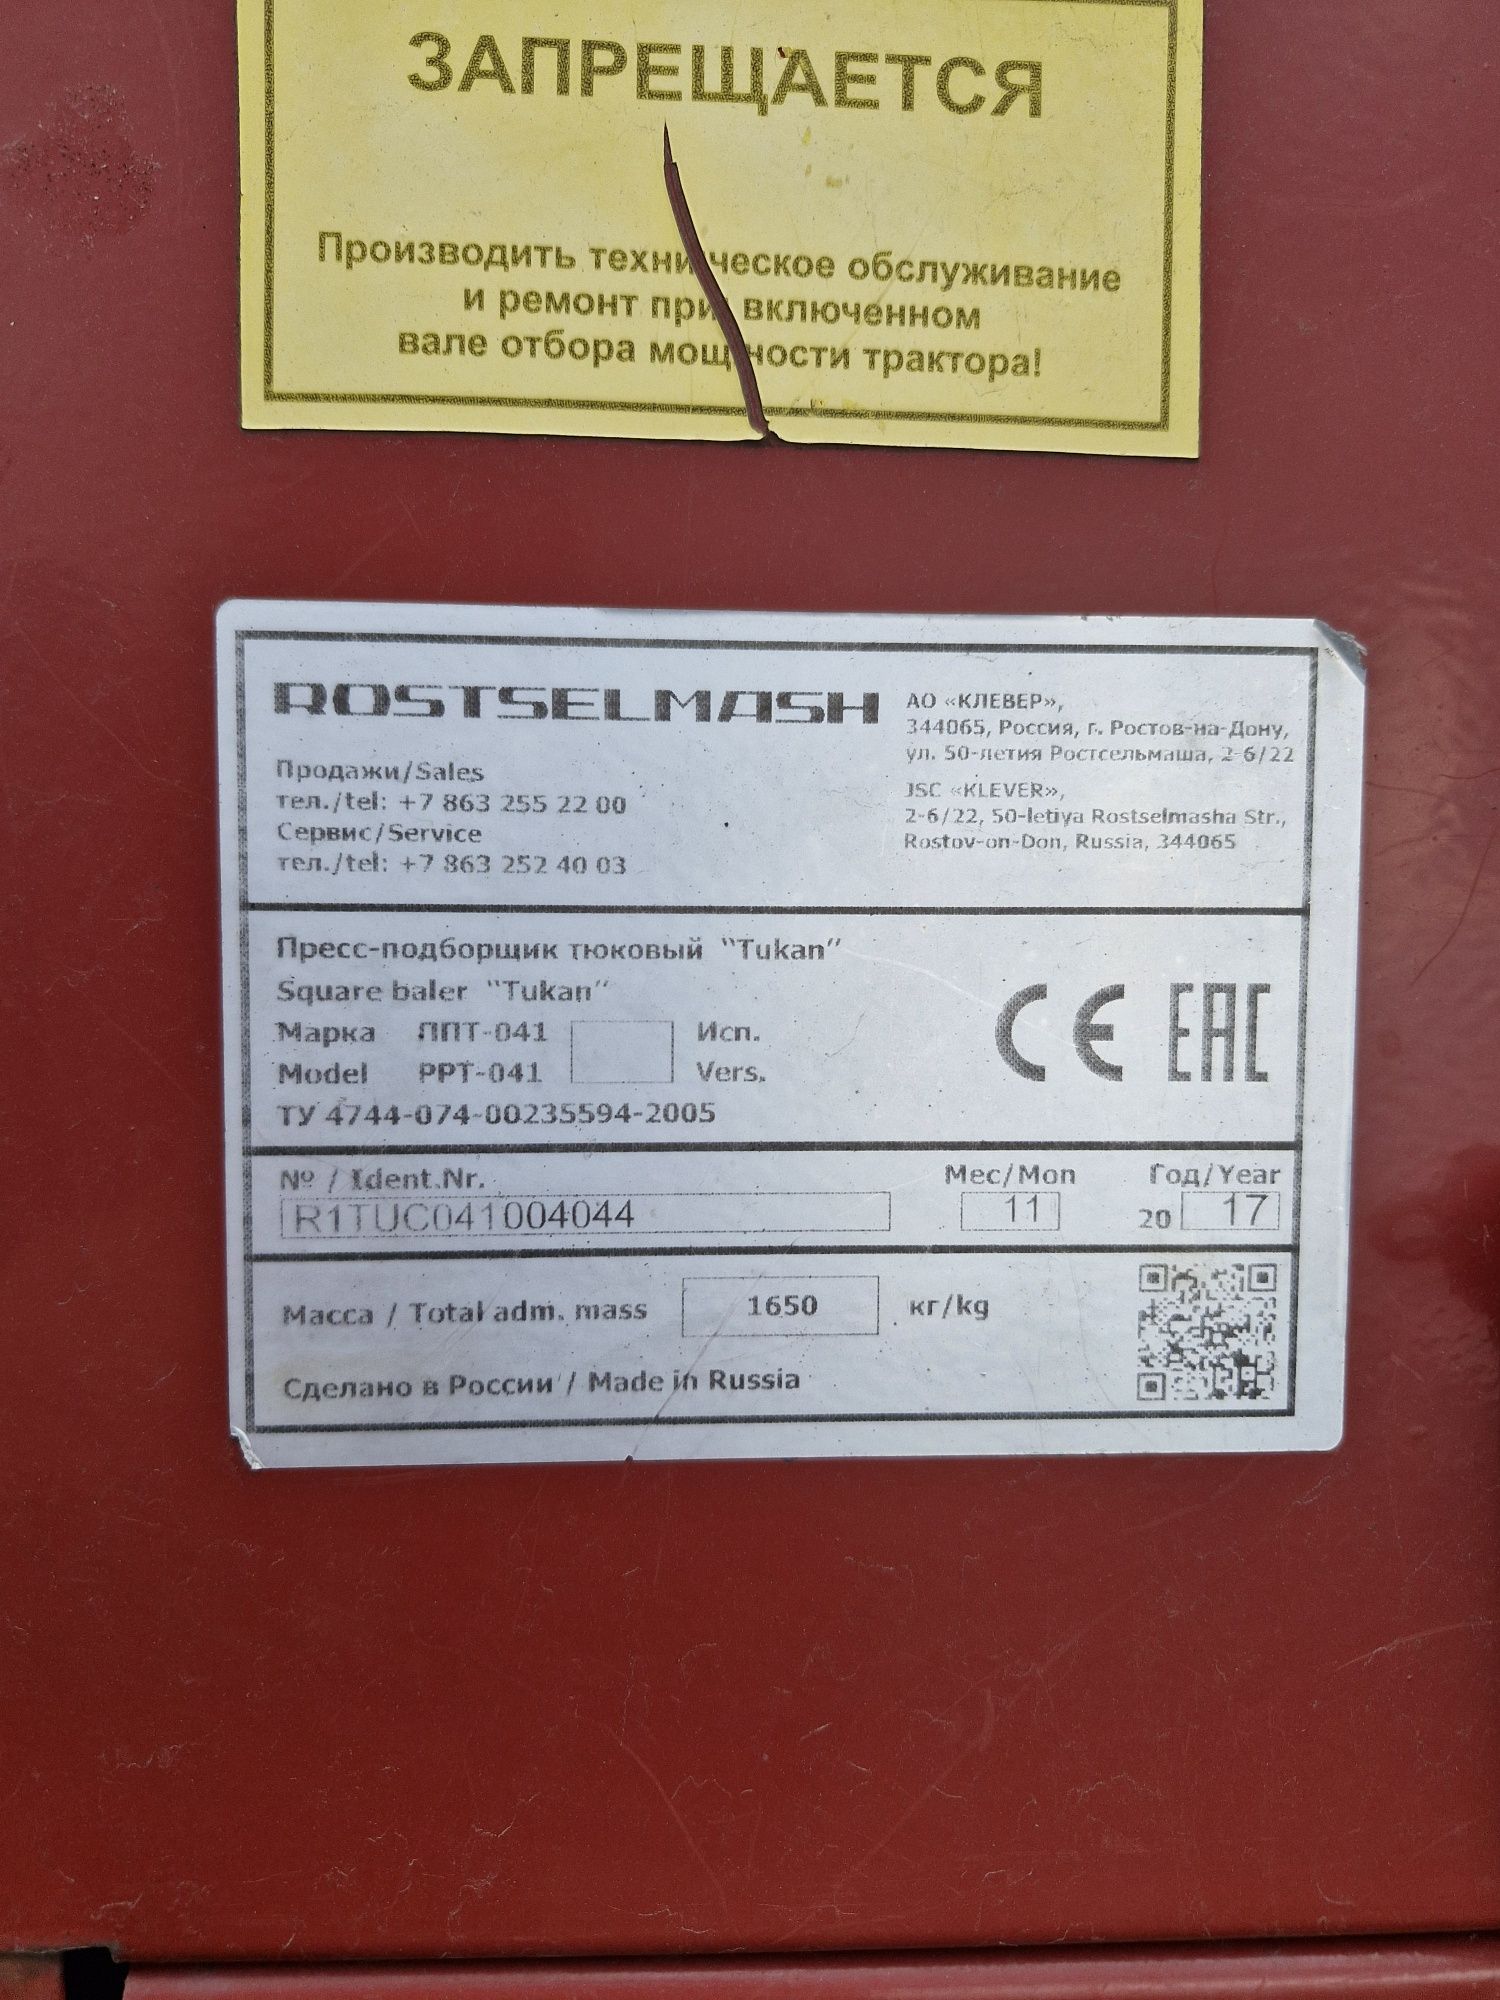 ЗАПРЕЩАЕТСЯ
Производить техническое обслуживание
и ремонт при включенном
вале отбора мощности трактора!
ROSTSELMASH
Продажи/Sales
тел./tel: +7 863 255 22 00
Сервис/Service
тел./tel: +7 863 252 40 03
АО «КЛЕВЕР»,
344065, Россия, г. Ростов-на-Дону,
ул. 50-летия Ростсельмаша, 2-6/22
JSC «KLEVER»,
2-6/22, 50-letiya Rostselmasha Str.,
Rostov-on-Don, Russia, 344065
Пресс-подборщик тюковый "Tukan"
Square baler "Tukan"
Марка ППТ-041 Исп.
Model PPT-041 Vers.
ТУ 4744-074-00235594-2005
CE EAC
№ / Ident.Nr. Мес/Mon Год/Year
R1TUC041004044 11 20 17
Масса / Total adm. mass 1650 кг/kg
Сделано в России / Made in Russia